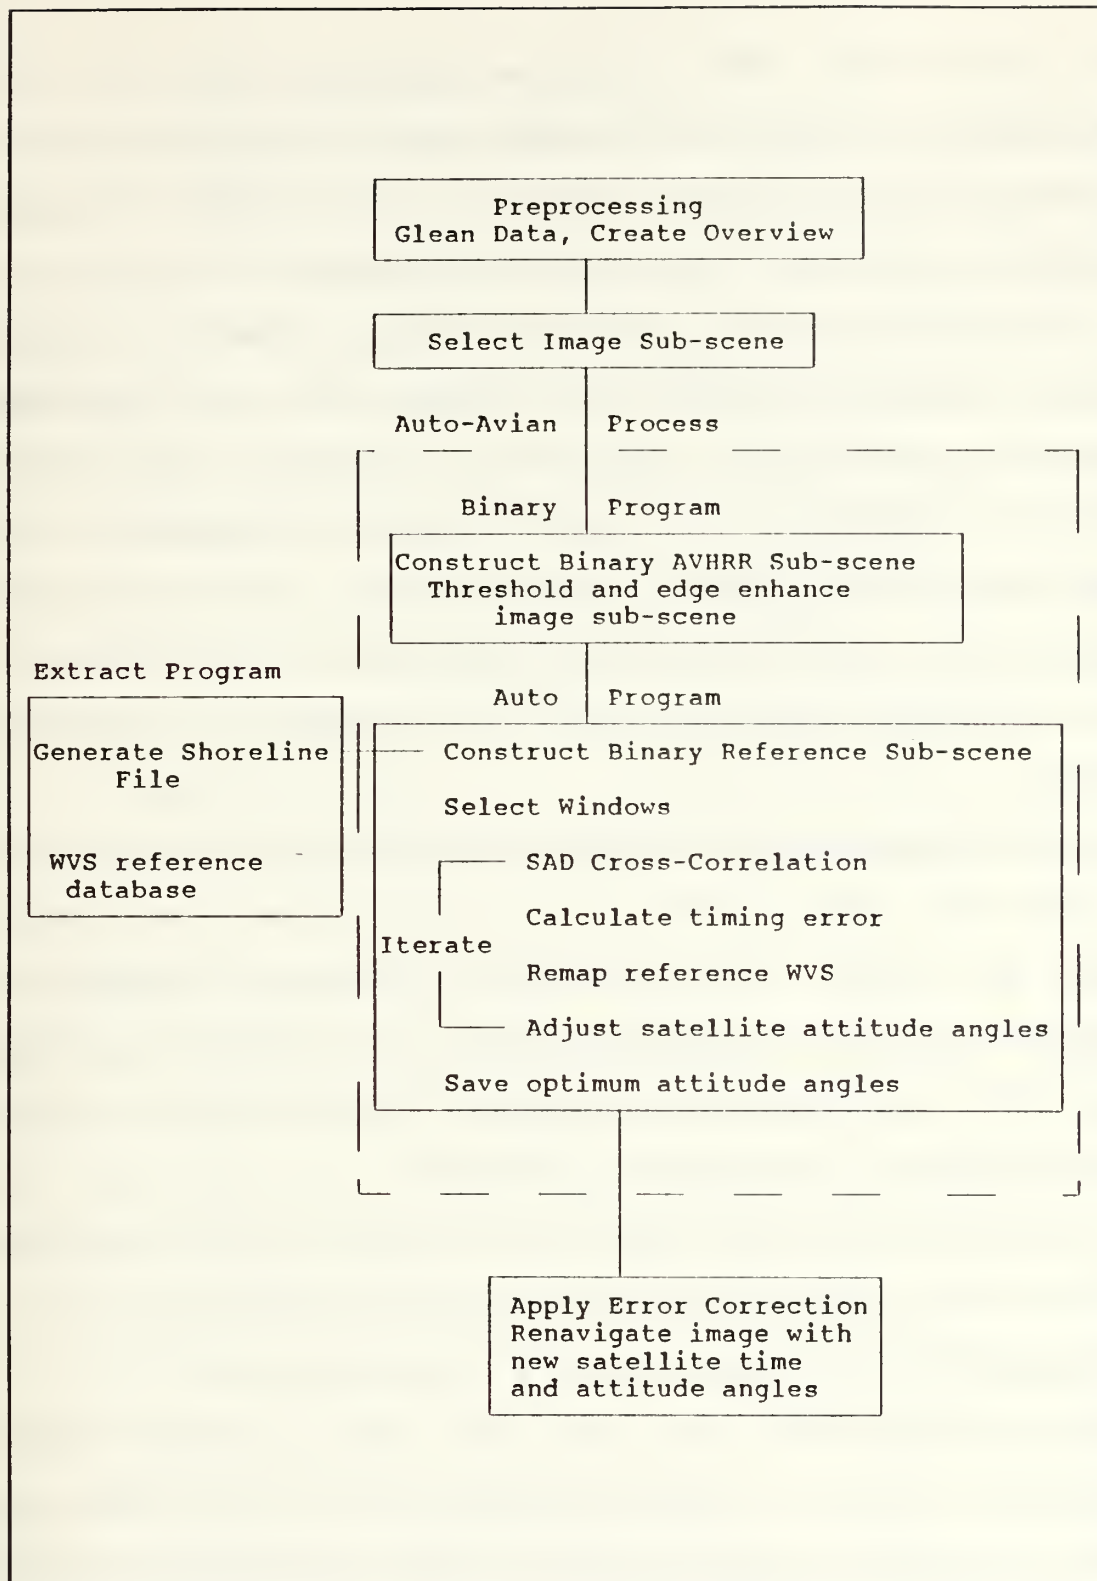 Preprocessing
Glean Data, Create Overview
Select Image Sub-scene
Auto-Avian Process
Binary Program
Construct Binary AVHRR Sub-scene
Threshold and edge enhance
image sub-scene
Extract Program
Auto Program
Generate Shoreline
File
WVS reference
database
Construct Binary Reference Sub-scene
Select Windows
SAD Cross-Correlation
Calculate timing error
Iterate
Remap reference WVS
Adjust satellite attitude angles
Save optimum attitude angles
Apply Error Correction
Renavigate image with
new satellite time
and attitude angles